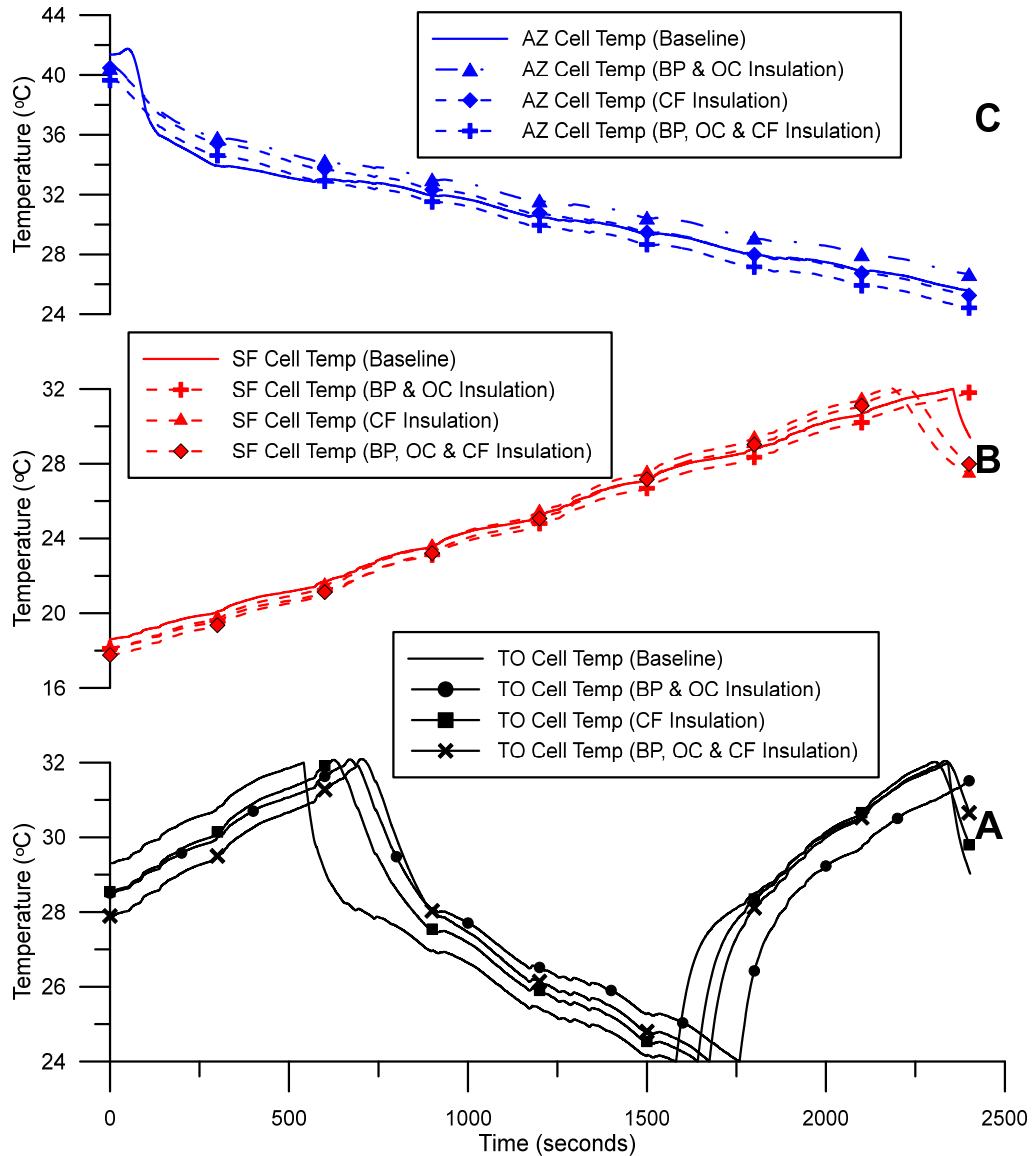 44
40
36
32
28
24
Temperature (°C)
AZ Cell Temp (Baseline)
AZ Cell Temp (BP & OC Insulation)
AZ Cell Temp (CF Insulation)
AZ Cell Temp (BP, OC & CF Insulation)
C
32
28
24
20
16
Temperature (°C)
SF Cell Temp (Baseline)
SF Cell Temp (BP & OC Insulation)
SF Cell Temp (CF Insulation)
SF Cell Temp (BP, OC & CF Insulation)
B
32
30
28
26
24
Temperature (°C)
TO Cell Temp (Baseline)
TO Cell Temp (BP & OC Insulation)
TO Cell Temp (CF Insulation)
TO Cell Temp (BP, OC & CF Insulation)
A
0 500 1000 1500 2000 2500
Time (seconds)